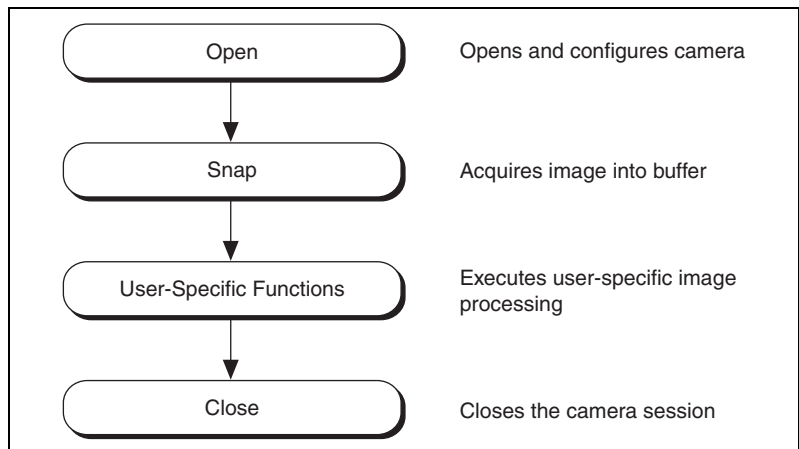 Open
Opens and configures camera
Snap
Acquires image into buffer
User-Specific Functions
Executes user-specific image
processing
Close
Closes the camera session